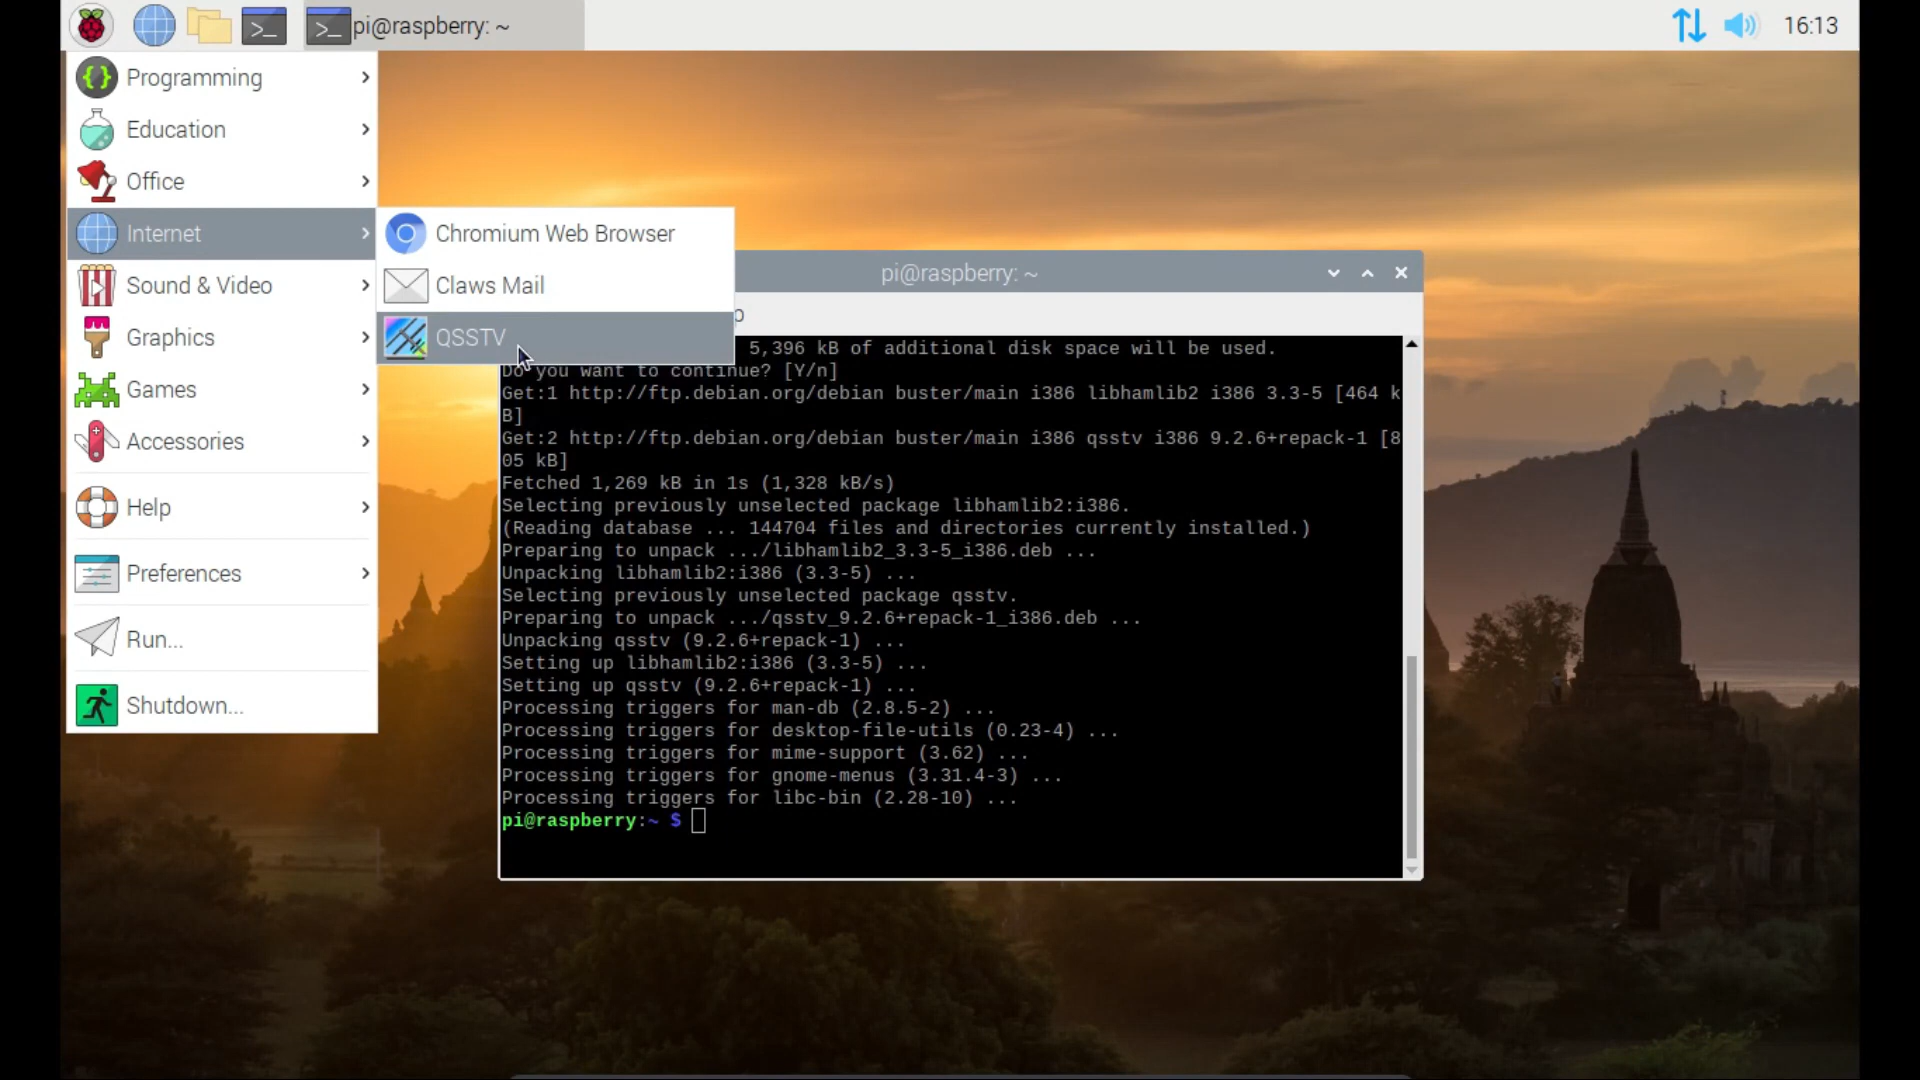 pi@raspberry: ~
16:13
Programming
Education
Office
Internet
Sound & Video
Graphics
Games
Accessories
Help
Preferences
Run...
Shutdown...
Chromium Web Browser
Claws Mail
QSSTV
pi@raspberry: ~
p
5,396 kB of additional disk space will be used.
Do you want to continue? [Y/n]
Get:1 http://ftp.debian.org/debian buster/main i386 libhamlib2 i386 3.3-5 [464 k
B]
Get:2 http://ftp.debian.org/debian buster/main i386 qsstv i386 9.2.6+repack-1 [8
05 kB]
Fetched 1,269 kB in 1s (1,328 kB/s)
Selecting previously unselected package libhamlib2:i386.
(Reading database ... 144704 files and directories currently installed.)
Preparing to unpack .../libhamlib2_3.3-5_i386.deb ...
Unpacking libhamlib2:i386 (3.3-5) ...
Selecting previously unselected package qsstv.
Preparing to unpack .../qsstv_9.2.6+repack-1_i386.deb ...
Unpacking qsstv (9.2.6+repack-1) ...
Setting up libhamlib2:i386 (3.3-5) ...
Setting up qsstv (9.2.6+repack-1) ...
Processing triggers for man-db (2.8.5-2) ...
Processing triggers for desktop-file-utils (0.23-4) ...
Processing triggers for mime-support (3.62) ...
Processing triggers for gnome-menus (3.31.4-3) ...
Processing triggers for libc-bin (2.28-10) ...
pi@raspberry:~ $